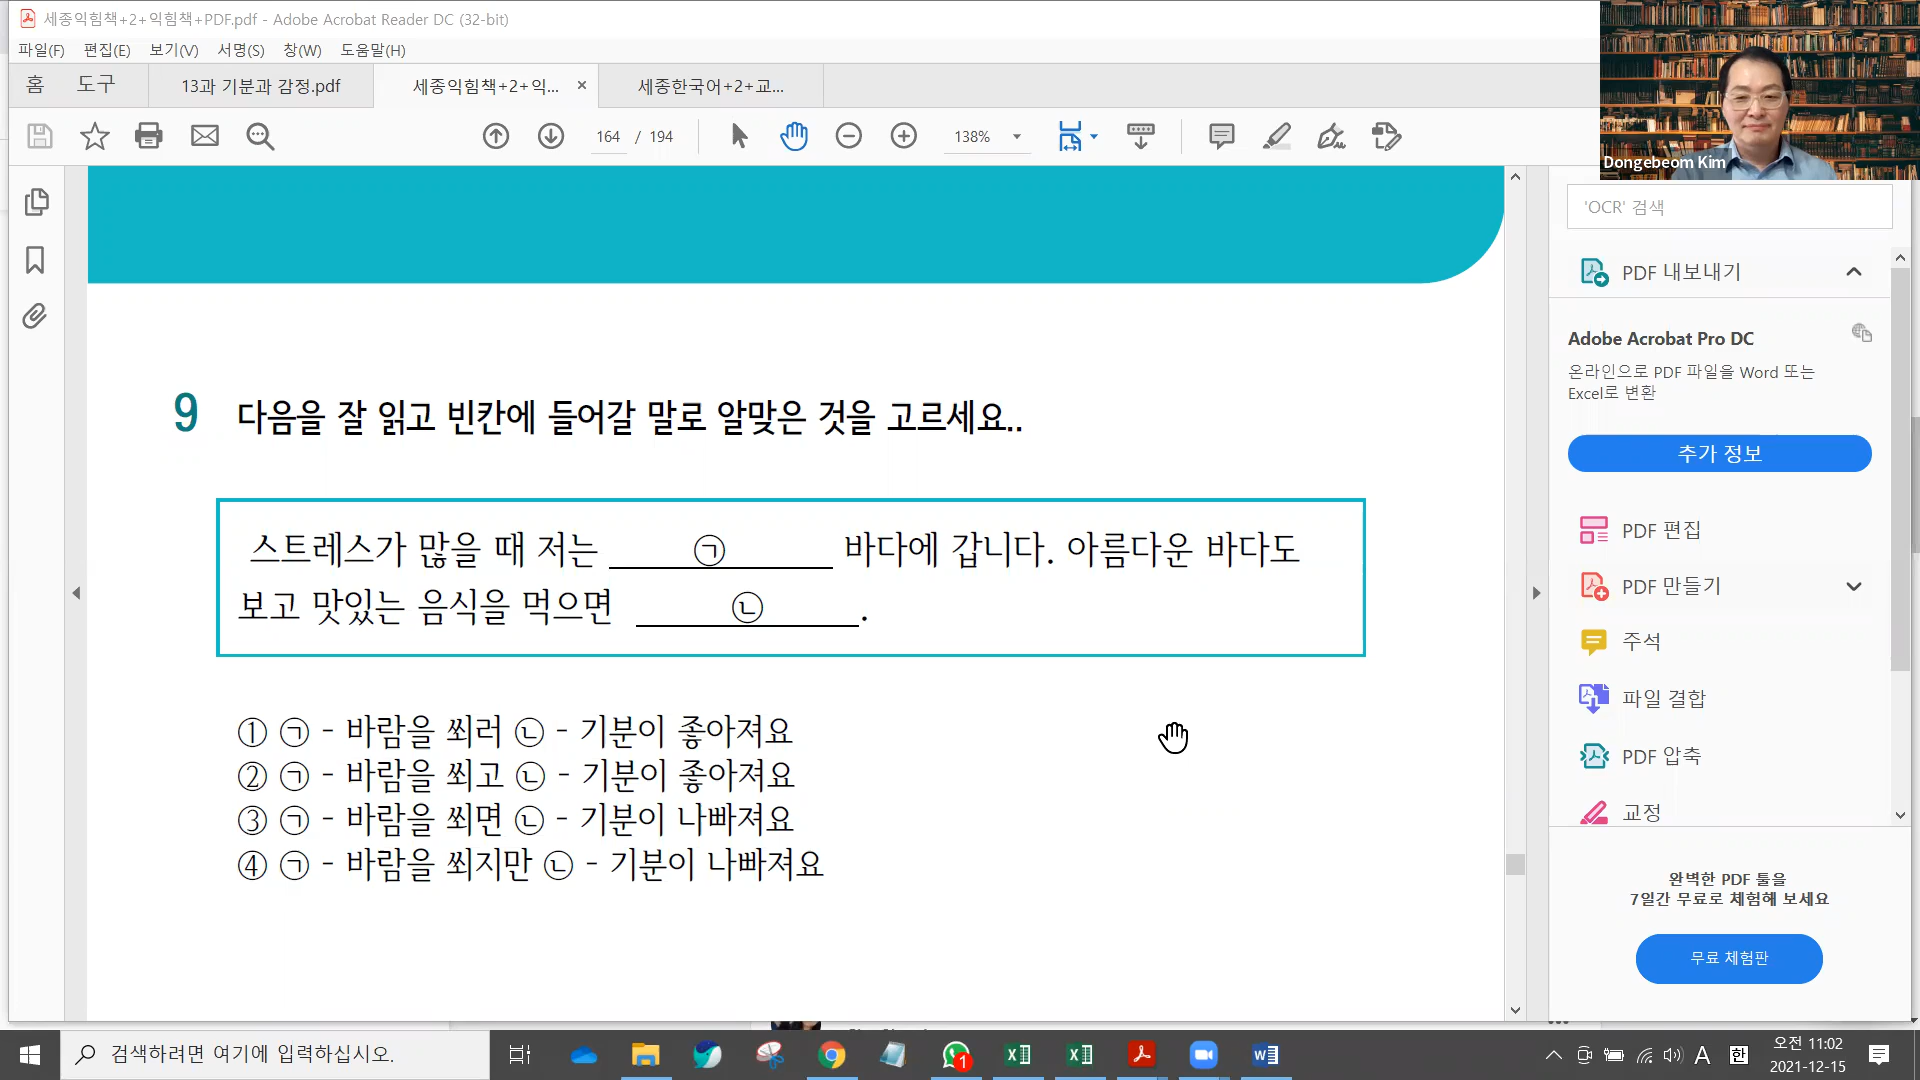 세종익힘책+2+익힘책+PDF.pdf - Adobe Acrobat Reader DC (32-bit)
파일(F) 편집(E) 보기(V) 서명(S) 창(W) 도움말(H)
홈 도구 13과 기분과 감정.pdf 세종익힘책+2+익... × 세종한국어+2+교...
164 / 194 138%
Dongebeom Kim
'OCR' 검색
PDF 내보내기
Adobe Acrobat Pro DC
온라인으로 PDF 파일을 Word 또는
Excel로 변환
추가 정보
PDF 편집
PDF 만들기
주석
파일 결합
PDF 압축
교정
완벽한 PDF 툴을
7일간 무료로 체험해 보세요
무료 체험판
9 다음을 잘 읽고 빈칸에 들어갈 말로 알맞은 것을 고르세요..
스트레스가 많을 때 저는 ㉠ 바다에 갑니다. 아름다운 바다도
보고 맛있는 음식을 먹으면 ㉡.
① ㉠ - 바람을 쐬러 ㉡ - 기분이 좋아져요
② ㉠ - 바람을 쐬고 ㉡ - 기분이 좋아져요
③ ㉠ - 바람을 쐬면 ㉡ - 기분이 나빠져요
④ ㉠ - 바람을 쐬지만 ㉡ - 기분이 나빠져요
검색하려면 여기에 입력하십시오.
1
A 한 오전 11:02
2021-12-15